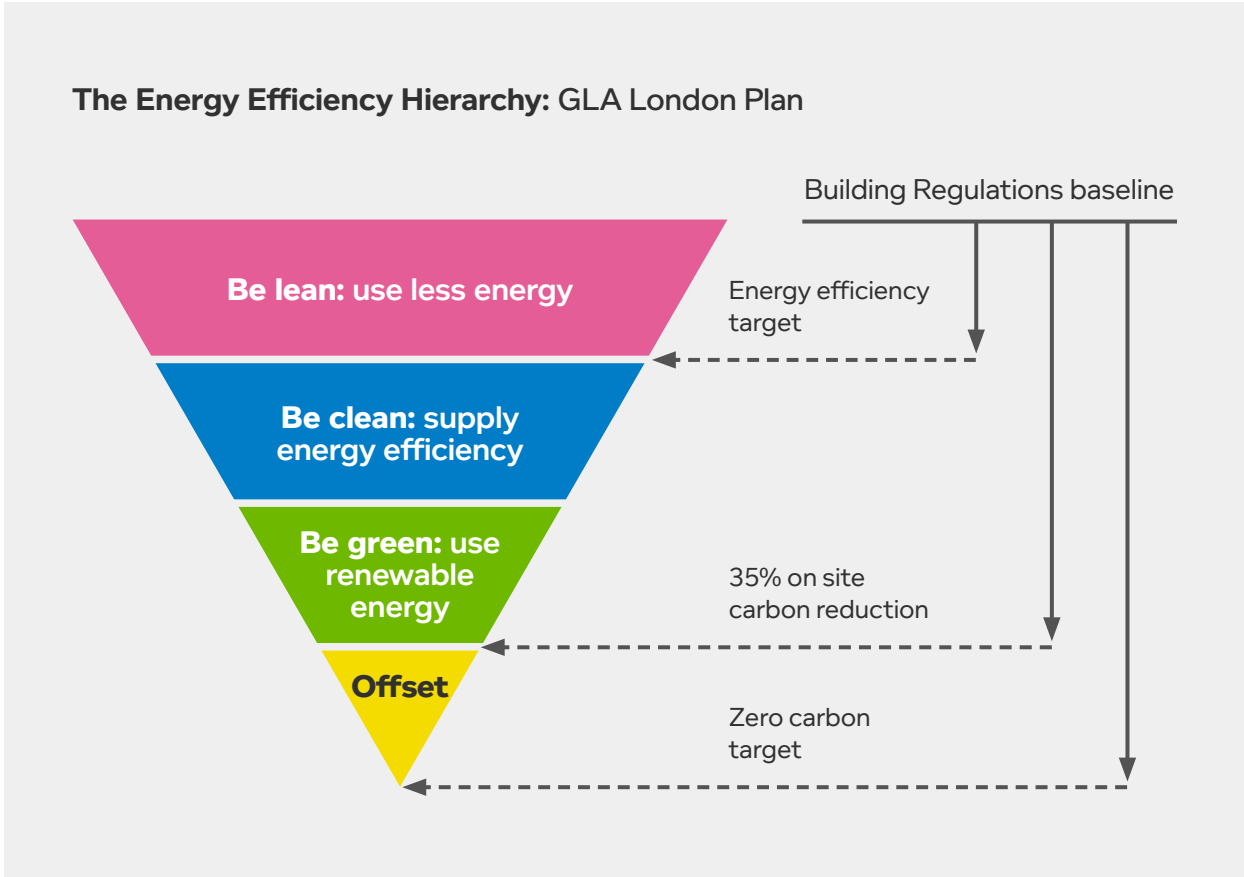 The Energy Efficiency Hierarchy: GLA London Plan
Building Regulations baseline
Be lean: use less energy
Energy efficiency
target
Be clean: supply
energy efficiency
Be green: use
renewable
energy
35% on site
carbon reduction
Offset
Zero carbon
target